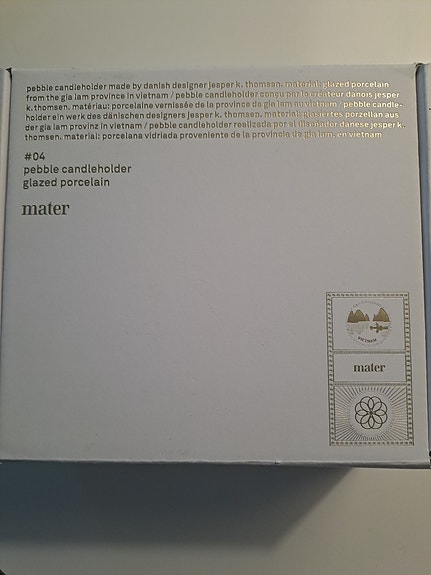 pebble candleholder made by danish designer jesper k. thomsen. material: glazed porcelain
from the gia lam province in vietnam / pebble candleholder conçu par le créateur danois jesper
k. thomsen. matériau: porcelaine vernissée de la province de gia lam au vietnam / pebble candle-
holder ein werk des dänischen designers jesper k. thomsen. material: glasiertes porzellan aus
der gia lam provinz in vietnam / pebble candleholder realizada por el diseñador danese jesper k.
thomsen. material: porcelana vidriada proveniente de la provincia de gia lam, en vietnam
#04
pebble candleholder
glazed porcelain
mater
VIETNAM
mater